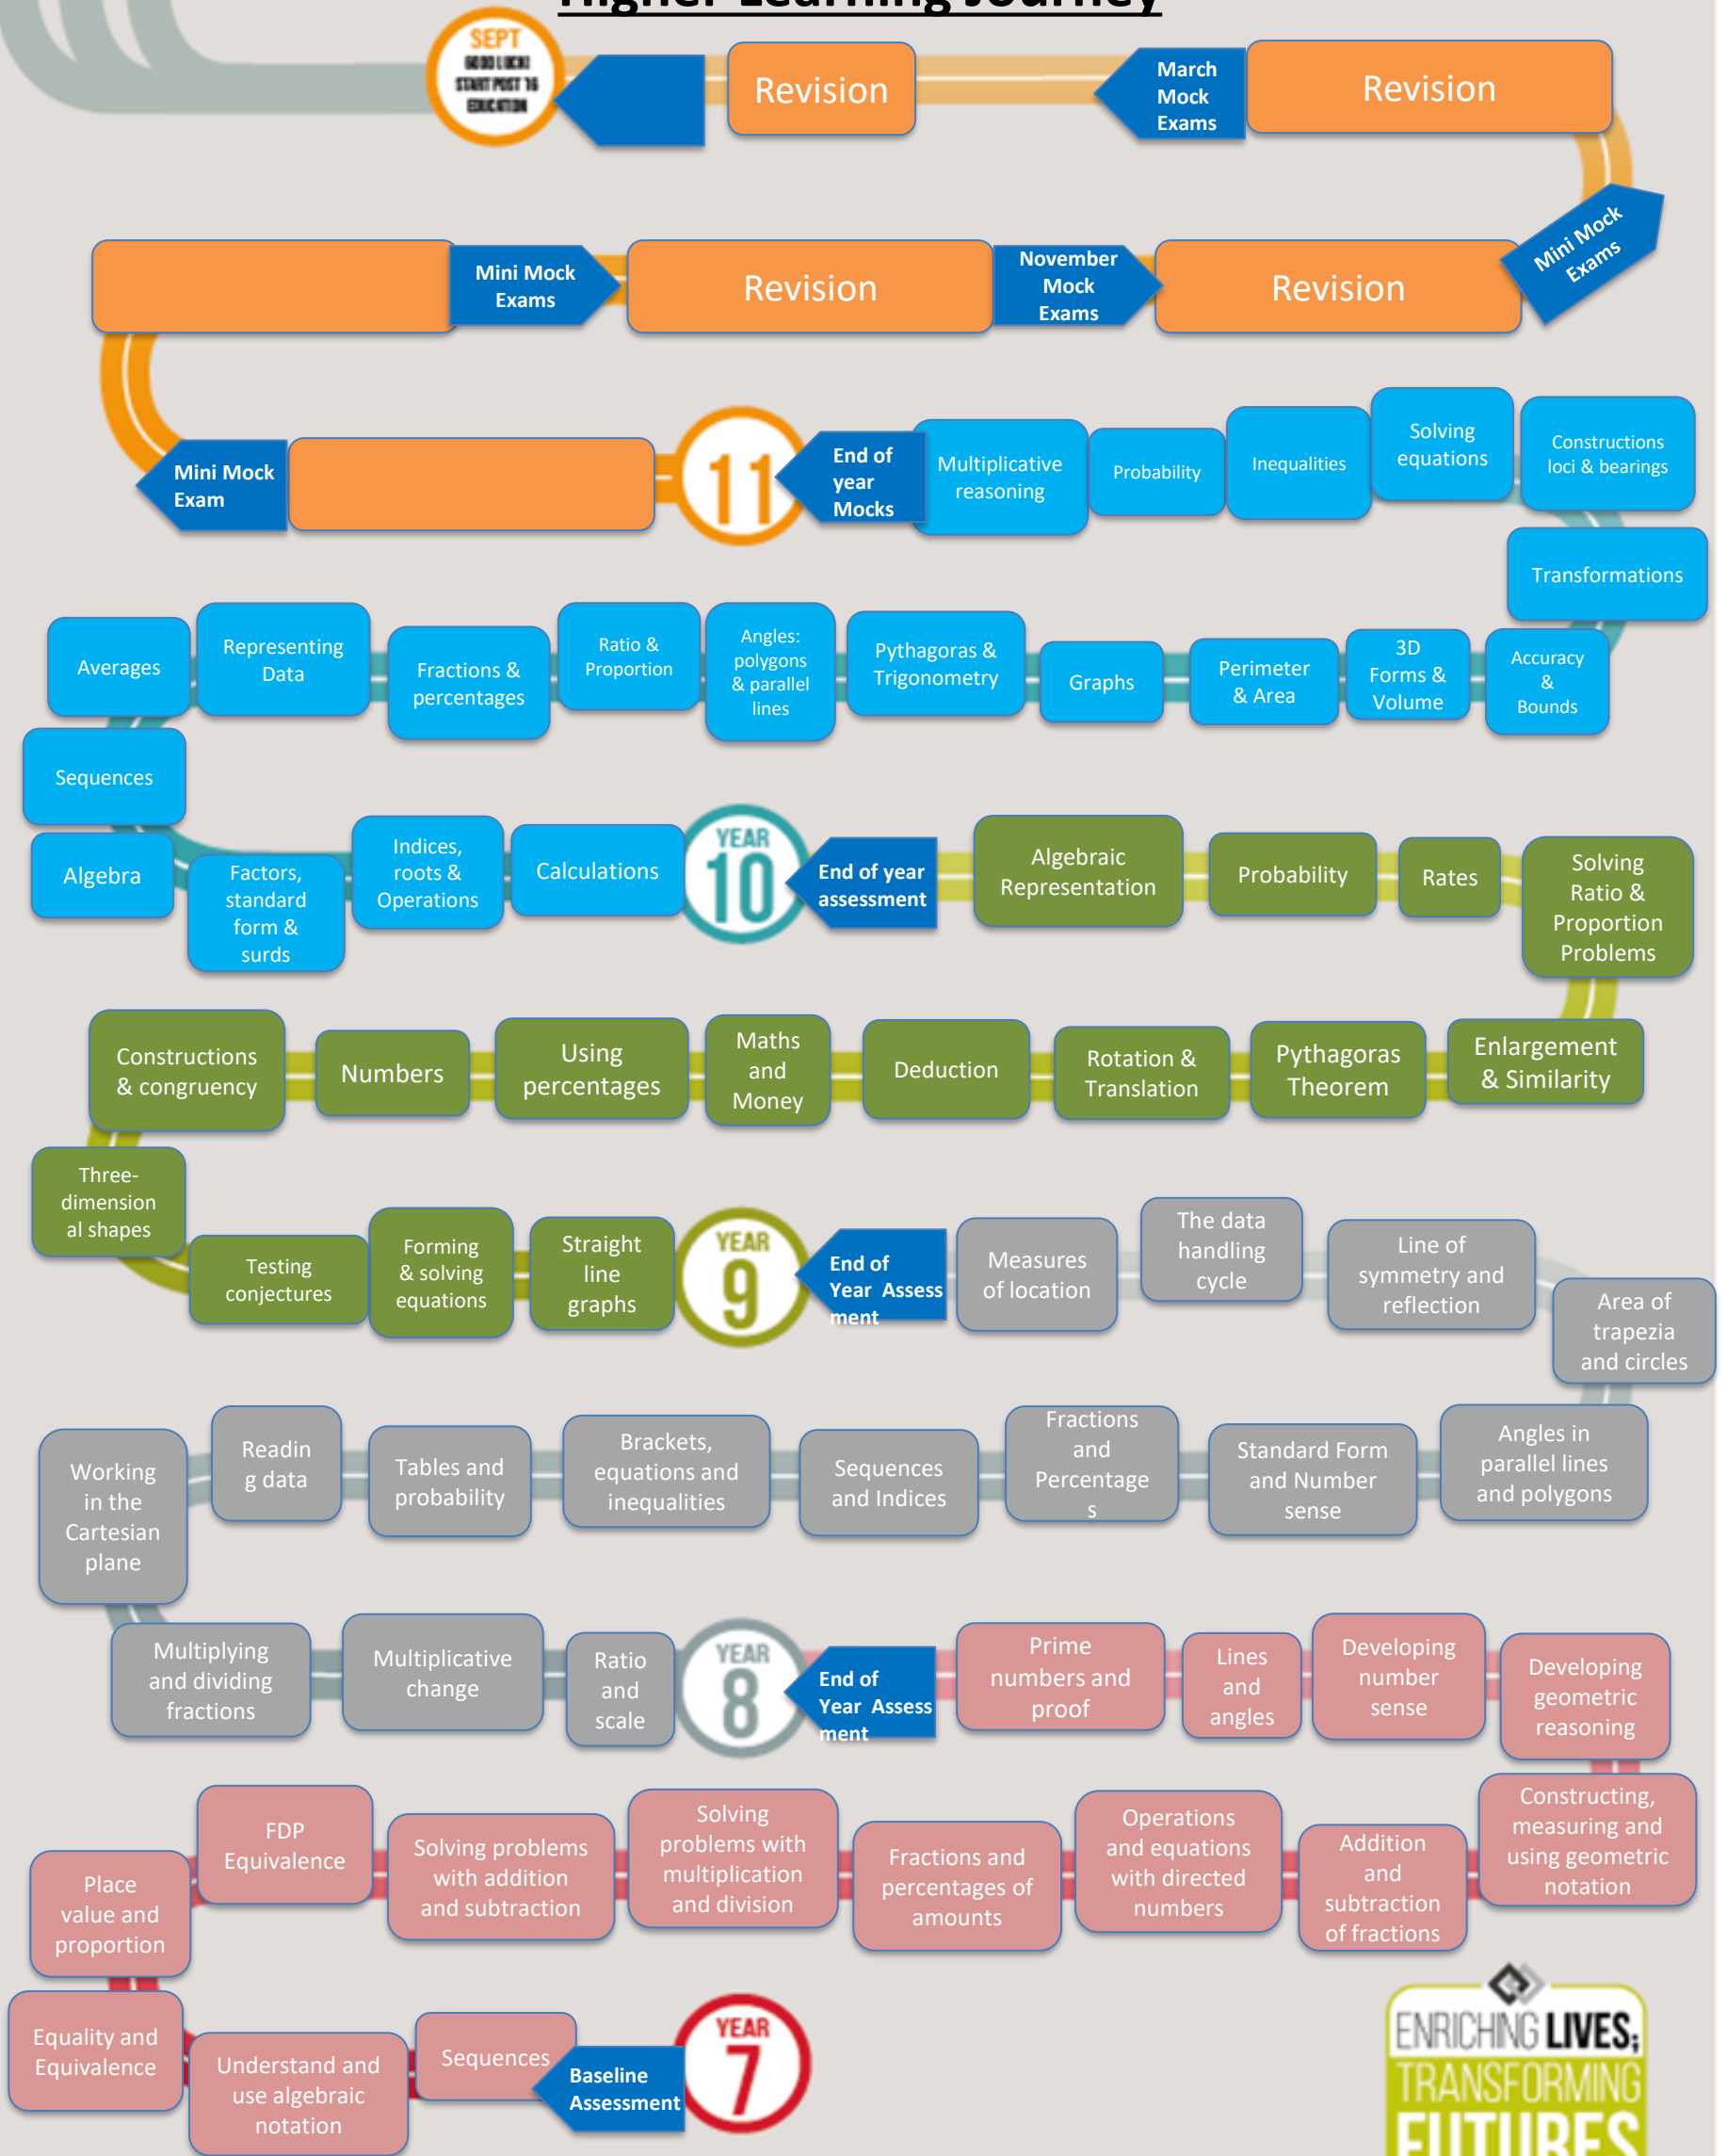 Higher Learning Journey
SEPT
GOOD LUCK!
START POST 16
EDUCATION
Revision
March
Mock
Exams
Revision
Mini Mock
Exams
Revision
November
Mock
Exams
Revision
Mini Mock
Exams
Mini Mock
Exam
11
End of
year
Mocks
Multiplicative
reasoning
Probability
Inequalities
Solving
equations
Constructions
loci & bearings
Transformations
Averages
Representing
Data
Fractions &
percentages
Ratio &
Proportion
Angles:
polygons
& parallel
lines
Pythagoras &
Trigonometry
Graphs
Perimeter
& Area
3D
Forms &
Volume
Accuracy
&
Bounds
Sequences
Algebra
Factors,
standard
form &
surds
Indices,
roots &
Operations
Calculations
YEAR
10
End of year
assessment
Algebraic
Representation
Probability
Rates
Solving
Ratio &
Proportion
Problems
Constructions
& congruency
Numbers
Using
percentages
Maths
and
Money
Deduction
Rotation &
Translation
Pythagoras
Theorem
Enlargement
& Similarity
Three-
dimension
al shapes
Testing
conjectures
Forming
& solving
equations
Straight
line
graphs
YEAR
9
End of
Year Assess
ment
Measures
of location
The data
handling
cycle
Line of
symmetry and
reflection
Area of
trapezia
and circles
Working
in the
Cartesian
plane
Readin
g data
Tables and
probability
Brackets,
equations and
inequalities
Sequences
and Indices
Fractions
and
Percentage
s
Standard Form
and Number
sense
Angles in
parallel lines
and polygons
Multiplying
and dividing
fractions
Multiplicative
change
Ratio
and
scale
YEAR
8
End of
Year Assess
ment
Prime
numbers and
proof
Lines
and
angles
Developing
number
sense
Developing
geometric
reasoning
Place
value and
proportion
FDP
Equivalence
Solving problems
with addition
and subtraction
Solving
problems with
multiplication
and division
Fractions and
percentages of
amounts
Operations
and equations
with directed
numbers
Addition
and
subtraction
of fractions
Constructing,
measuring and
using geometric
notation
Equality and
Equivalence
Understand and
use algebraic
notation
Sequences
Baseline
Assessment
YEAR
7
ENRICHING LIVES;
TRANSFORMING
FUTURES